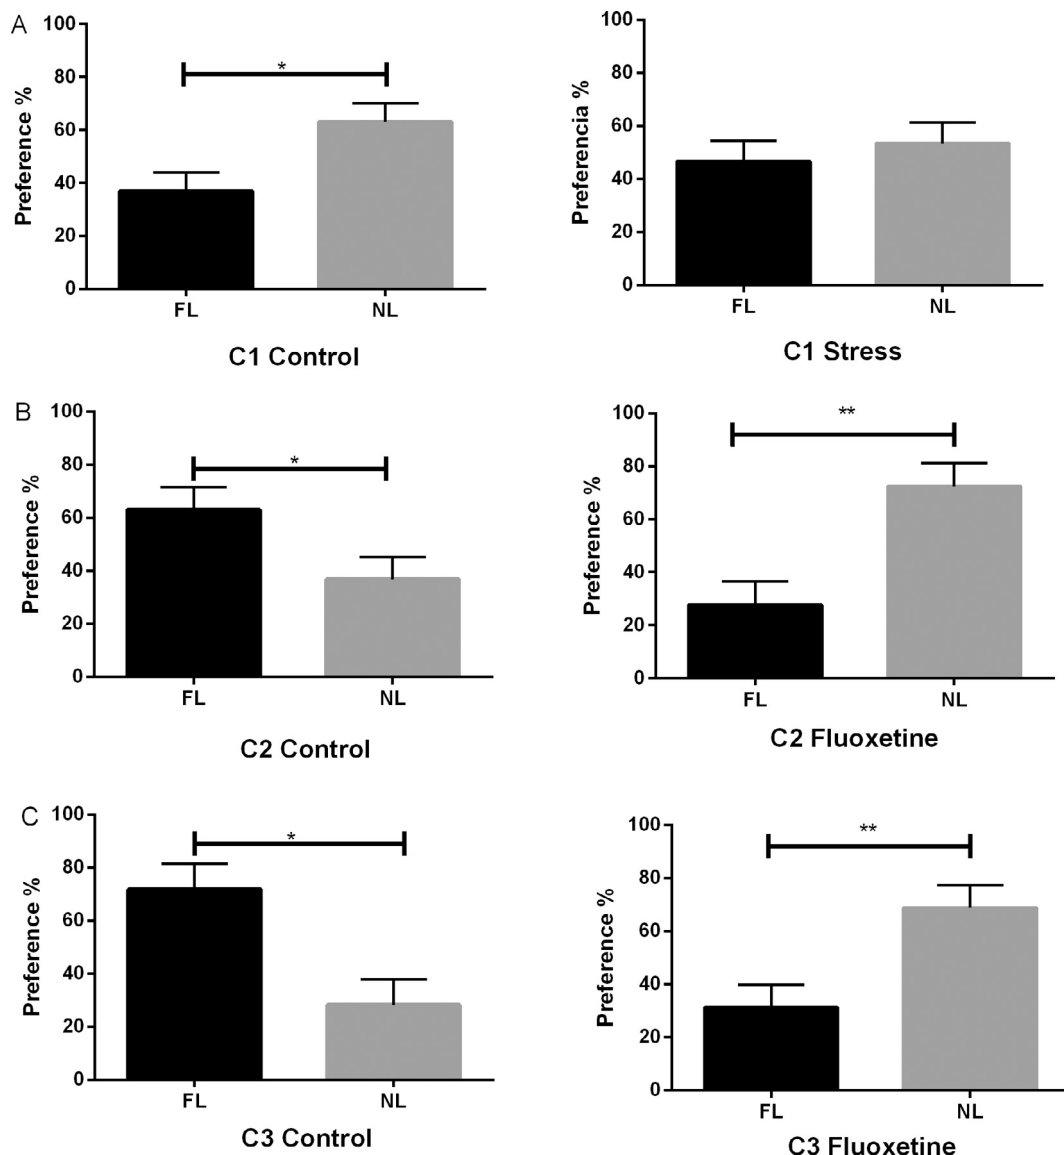 A
Preference %
100
80
60
40
20
0
*
FL NL
C1 Control
Preferencia %
100
80
60
40
20
0
FL NL
C1 Stress
B
Preference %
100
80
60
40
20
0
*
FL NL
C2 Control
Preference %
100
80
60
40
20
0
**
FL NL
C2 Fluoxetine
C
Preference %
100
80
60
40
20
0
*
FL NL
C3 Control
Preference %
100
80
60
40
20
0
**
FL NL
C3 Fluoxetine